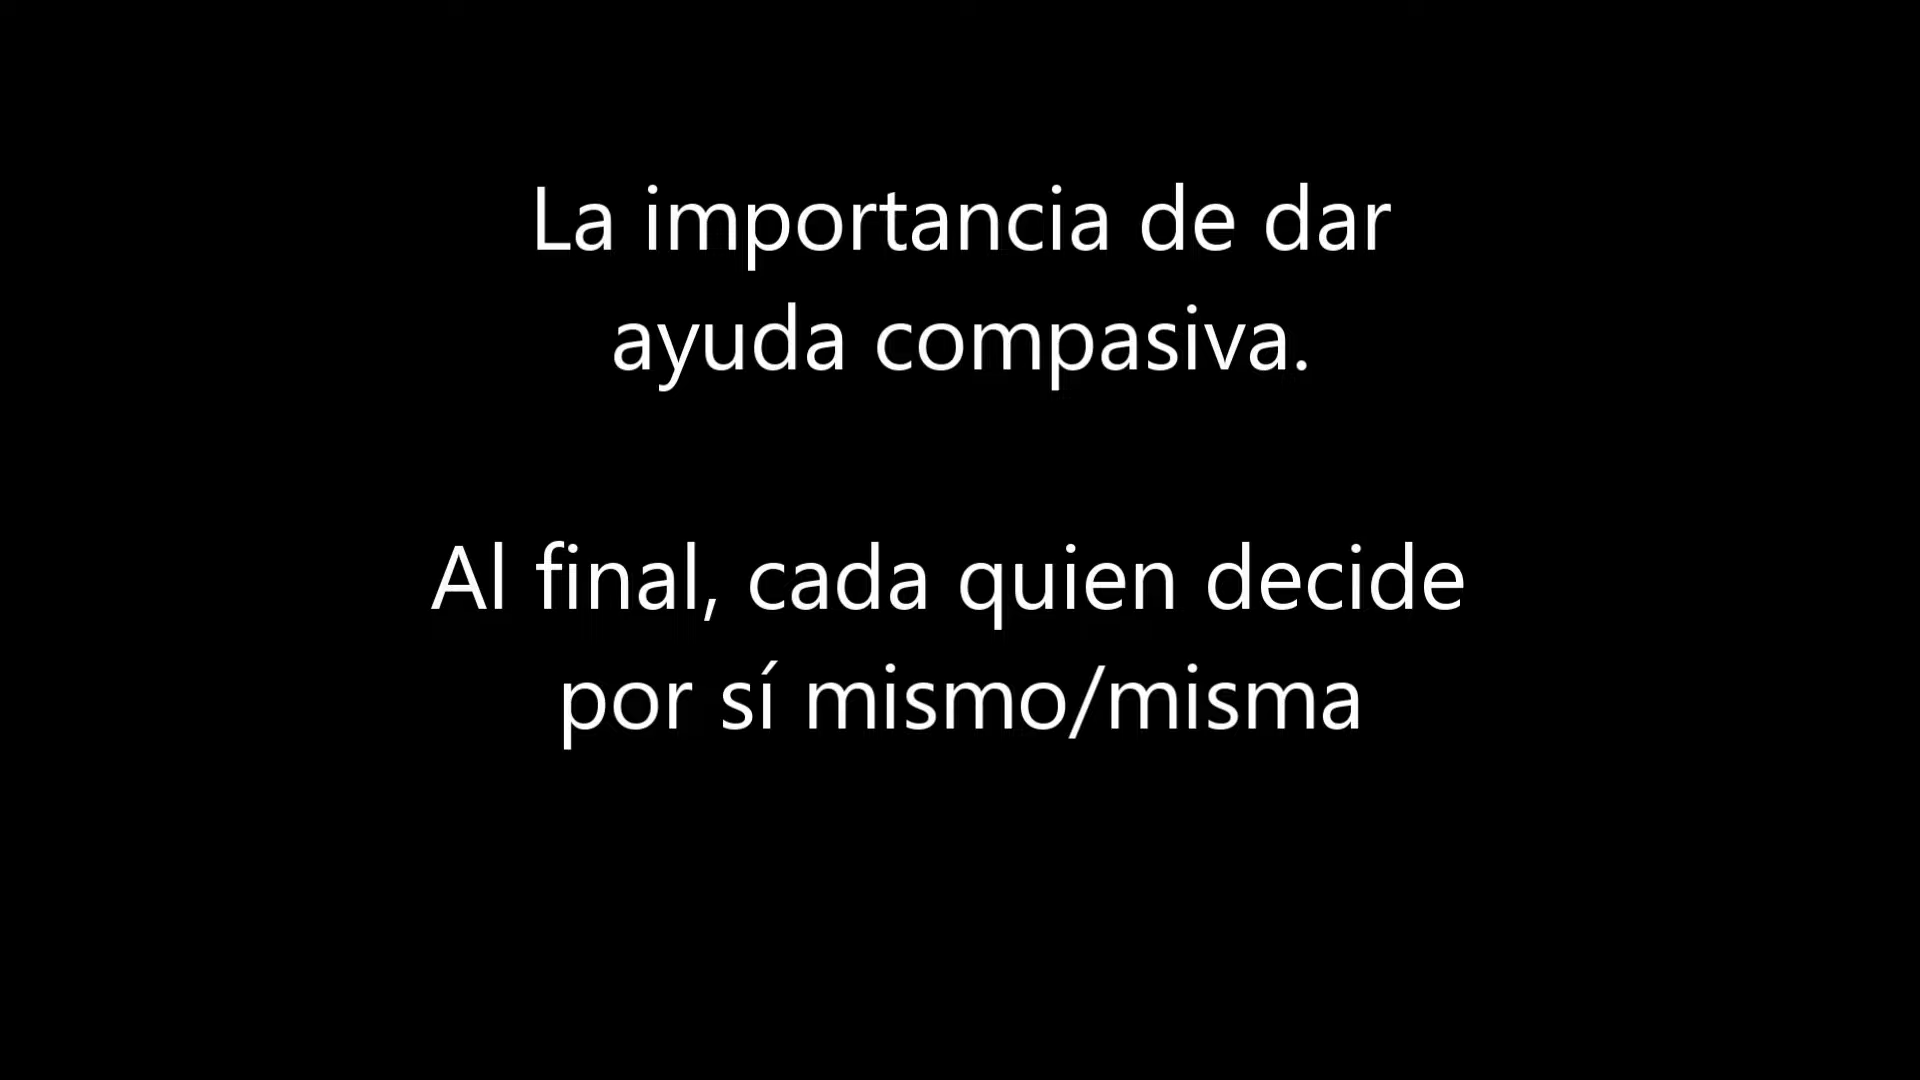 La importancia de dar
ayuda compasiva.
Al final, cada quien decide
por sí mismo/misma